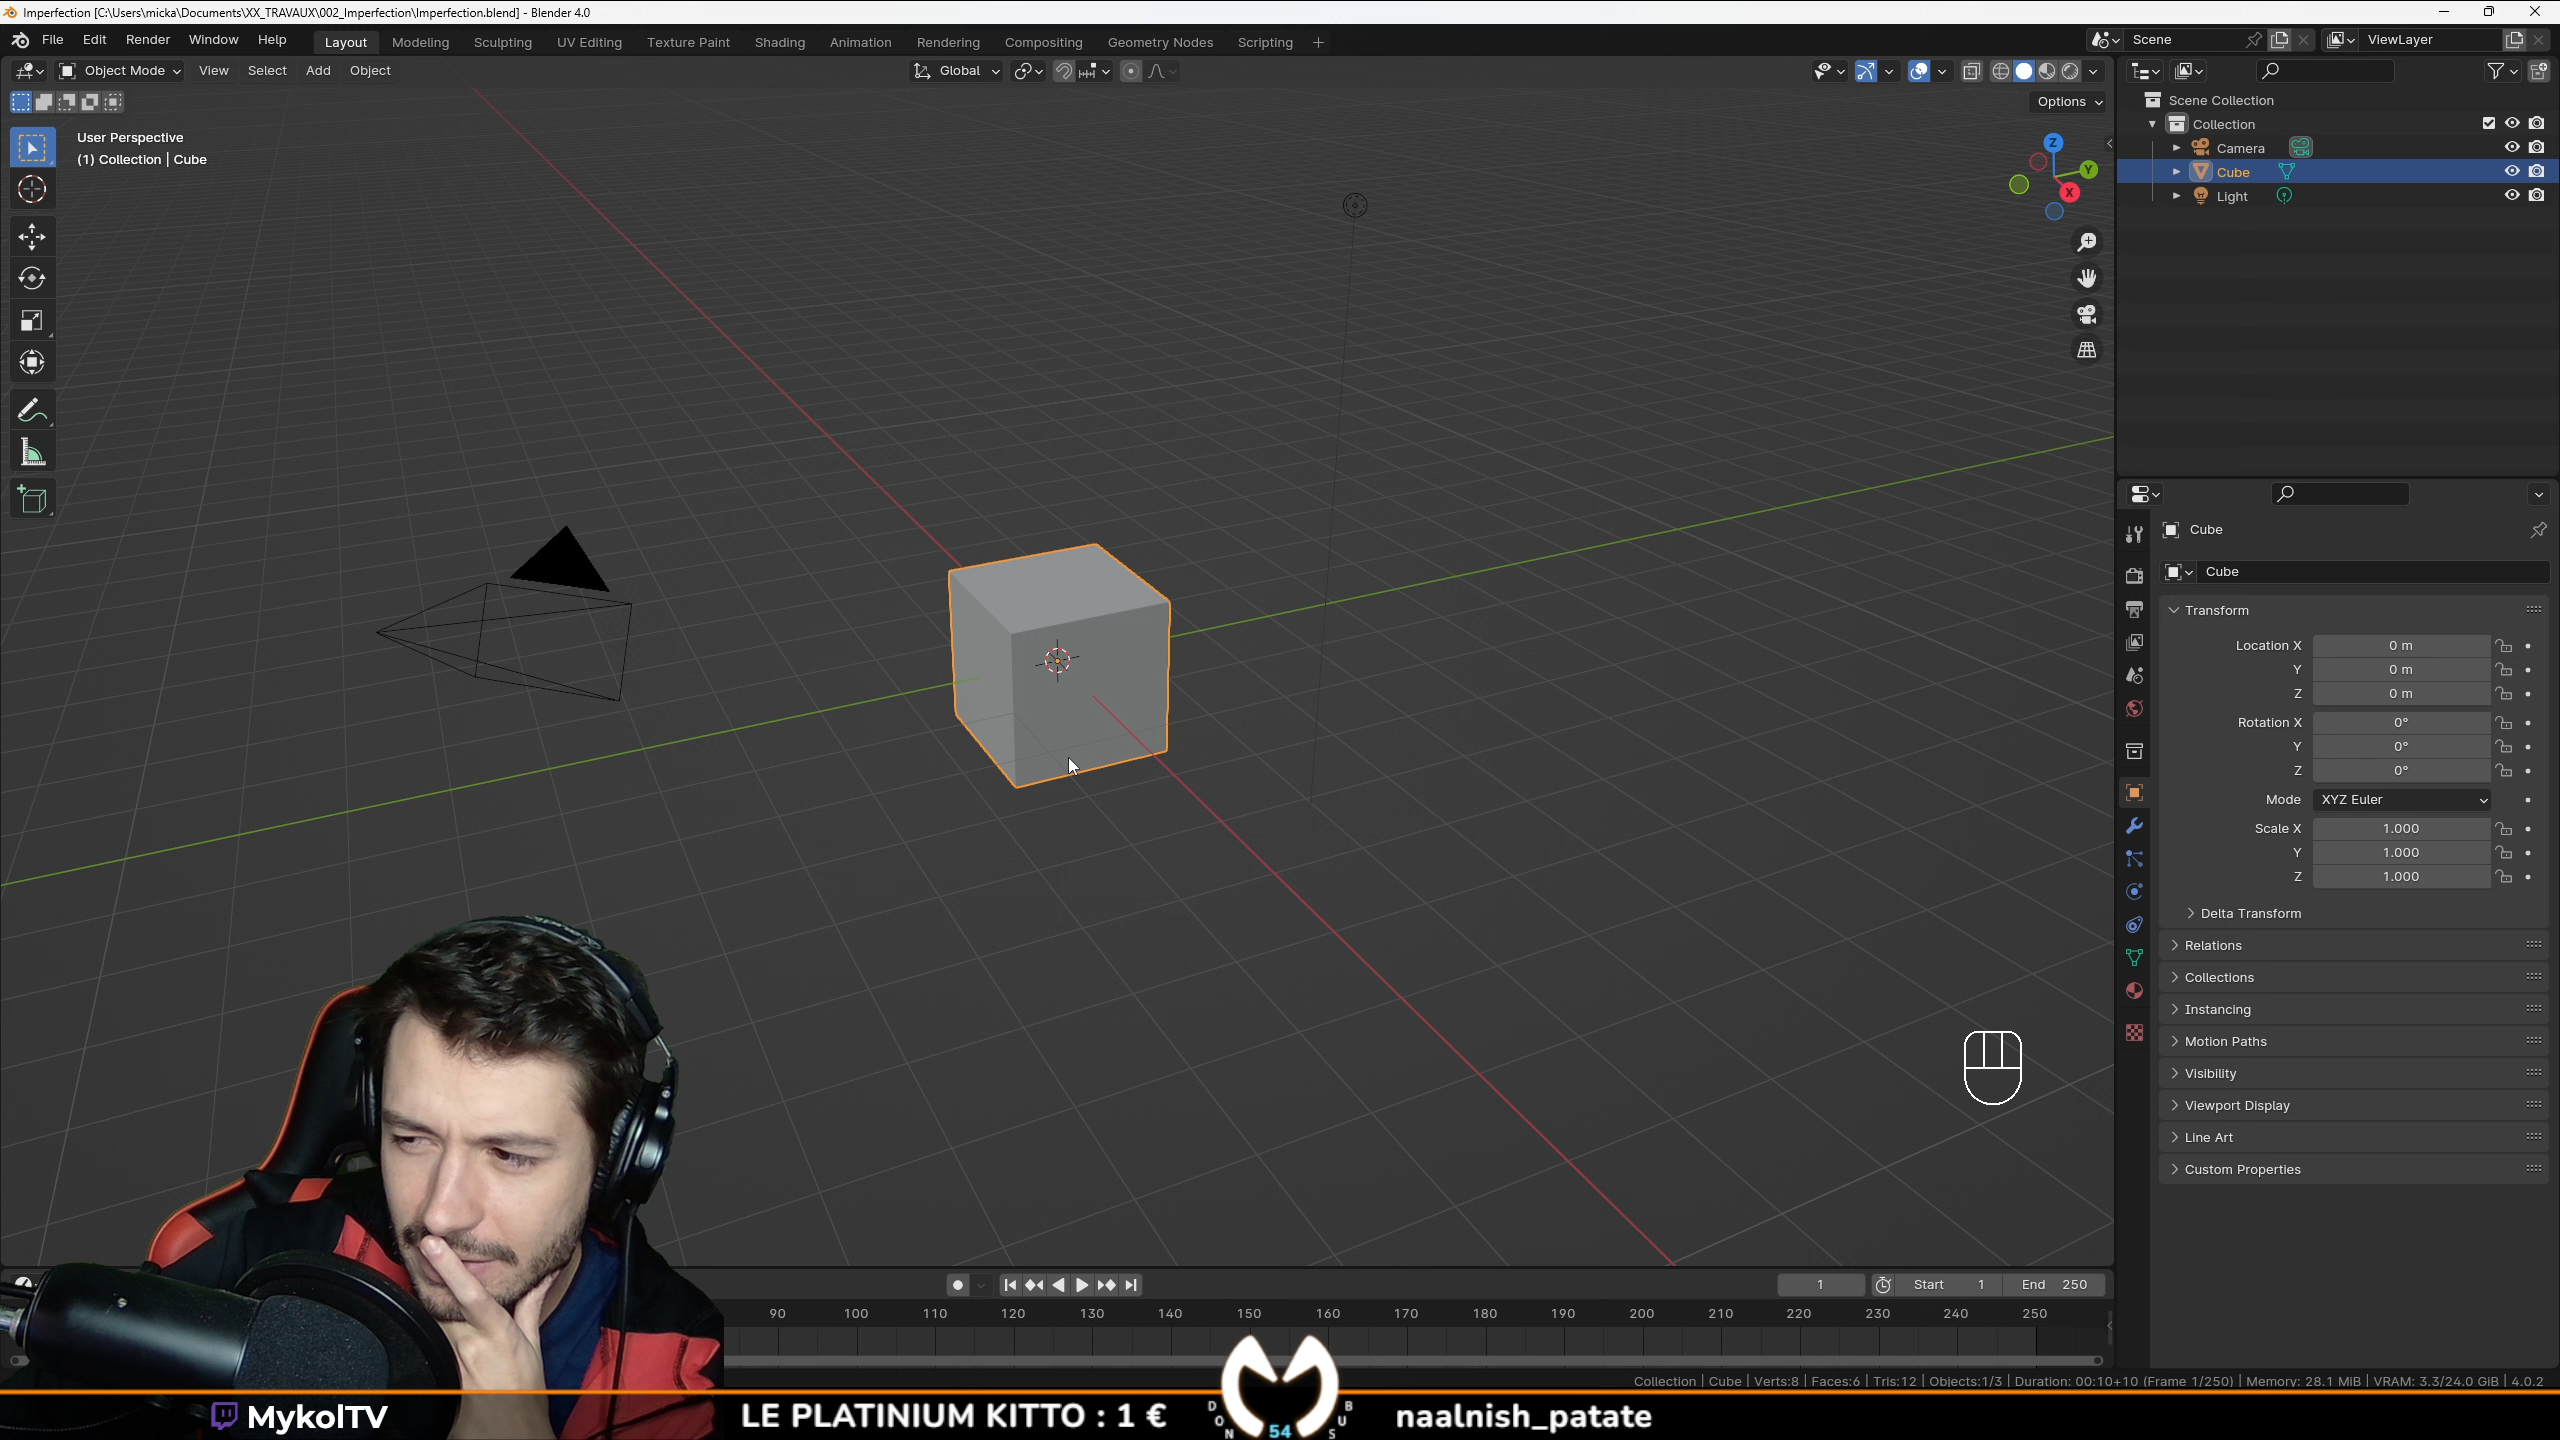 Imperfection [C:\Users\micka\Documents\XX_TRAVAUX\002_Imperfection\Imperfection.blend] - Blender 4.0
File Edit Render Window Help Layout Modeling Sculpting UV Editing Texture Paint Shading Animation Rendering Compositing Geometry Nodes Scripting + Scene ViewLayer
Object Mode View Select Add Object Global
Options
User Perspective
(1) Collection | Cube
Z
Y
X
Scene Collection
Collection
Camera
Cube
Light
Cube
Cube
Transform
Location X 0 m
Y 0 m
Z 0 m
Rotation X 0°
Y 0°
Z 0°
Mode XYZ Euler
Scale X 1.000
Y 1.000
Z 1.000
Delta Transform
Relations
Collections
Instancing
Motion Paths
Visibility
Viewport Display
Line Art
Custom Properties
1 Start 1 End 250
90 100 110 120 130 140 150 160 170 180 190 200 210 220 230 240 250
Collection | Cube | Verts:8 | Faces:6 | Tris:12 | Objects:1/3 | Duration: 00:10+10 (Frame 1/250) | Memory: 28.1 MiB | VRAM: 3.3/24.0 GiB | 4.0.2
MykolTV LE PLATINIUM KITTO : 1 € DON 54 SUB naalnish_patate